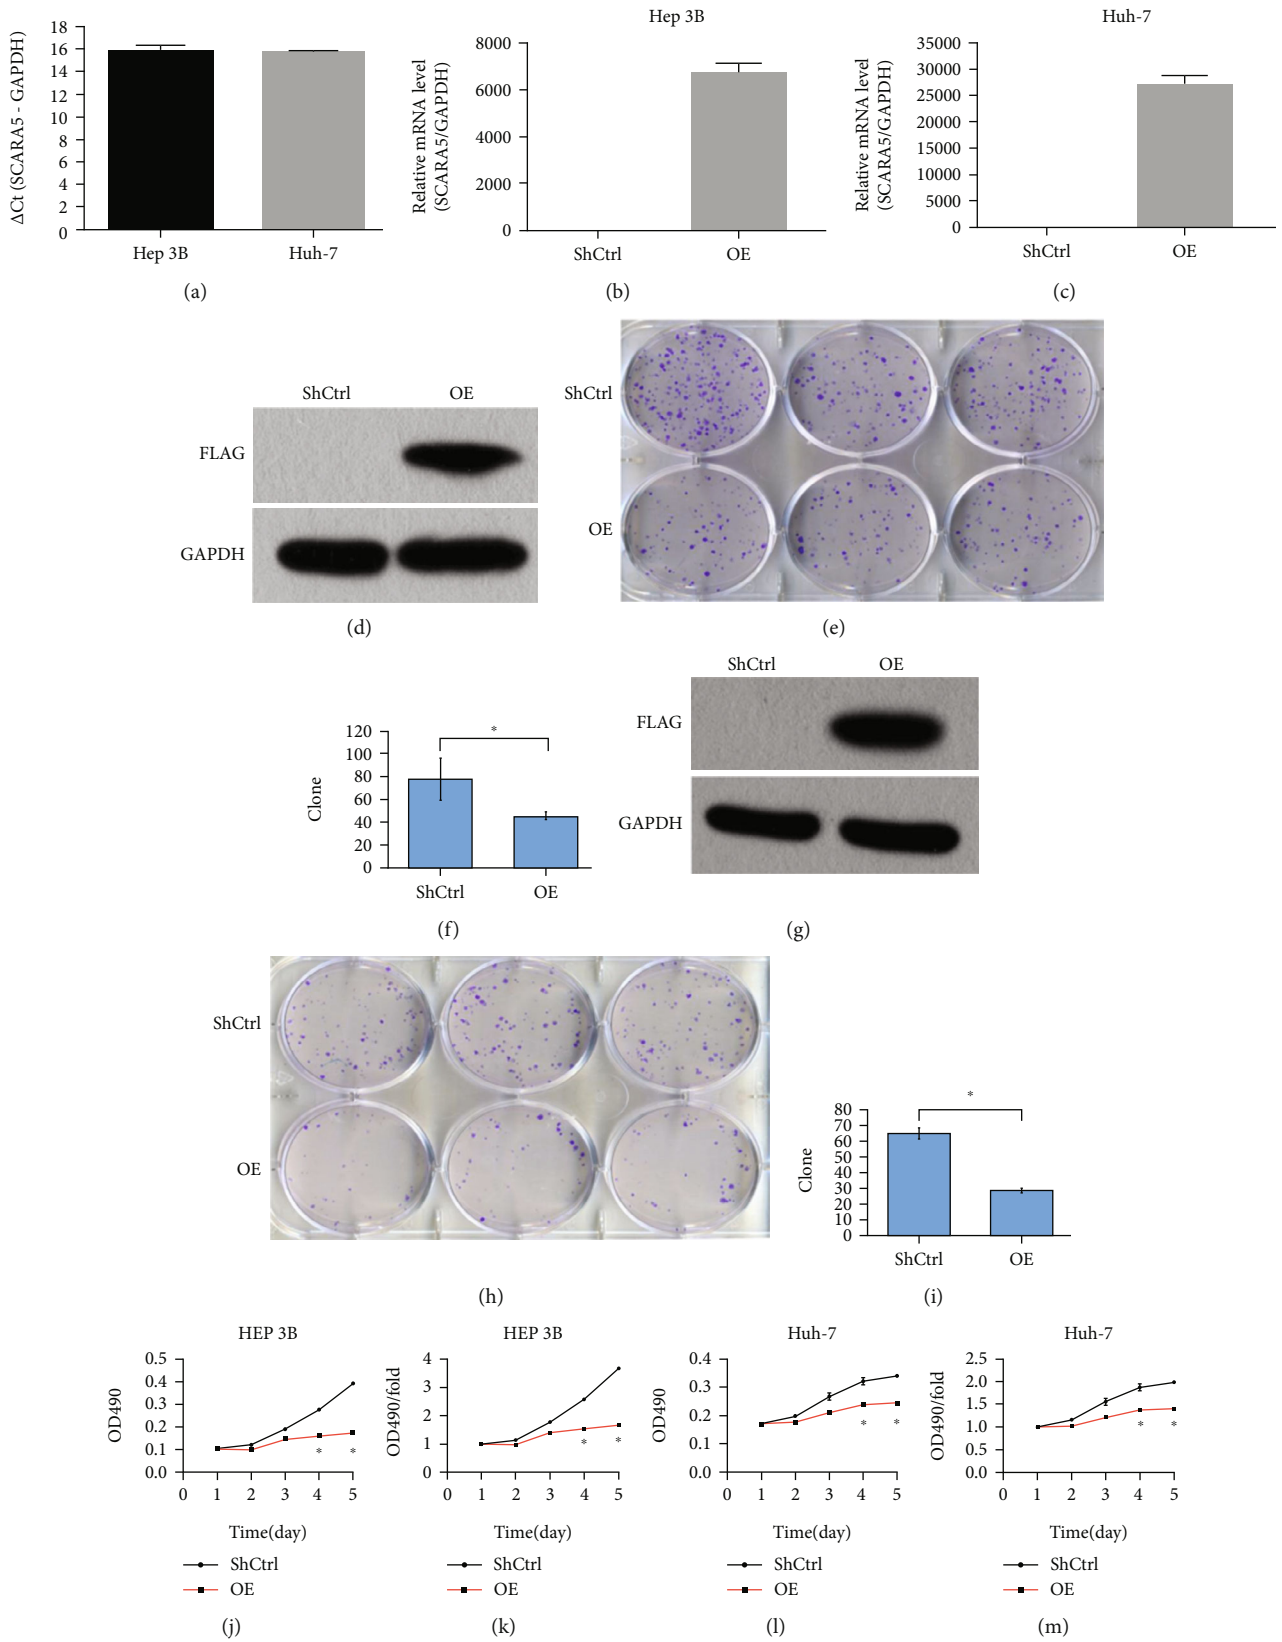 ΔCt (SCARA5 - GAPDH)
18
16
14
12
10
8
6
4
2
0
Hep 3B
Huh-7
(a)
Hep 3B
Relative mRNA level
(SCARA5/GAPDH)
8000
6000
4000
2000
0
ShCtrl
OE
(b)
Huh-7
Relative mRNA level
(SCARA5/GAPDH)
35000
30000
25000
20000
15000
10000
5000
0
ShCtrl
OE
(c)
ShCtrl
OE
FLAG
GAPDH
(d)
ShCtrl
OE
(e)
Clone
120
100
80
60
40
20
0
*
ShCtrl
OE
(f)
ShCtrl
OE
FLAG
GAPDH
(g)
ShCtrl
OE
(h)
Clone
80
70
60
50
40
30
20
10
0
*
ShCtrl
OE
(i)
HEP 3B
OD490
0.5
0.4
0.3
0.2
0.1
0.0
* *
0 1 2 3 4 5
Time(day)
ShCtrl
OE
(j)
HEP 3B
OD490/fold
4
3
2
1
0
* *
0 1 2 3 4 5
Time(day)
ShCtrl
OE
(k)
Huh-7
OD490
0.4
0.3
0.2
0.1
0.0
* *
0 1 2 3 4 5
Time(day)
ShCtrl
OE
(l)
Huh-7
OD490/fold
2.5
2.0
1.5
1.0
0.5
0.0
* *
0 1 2 3 4 5
Time(day)
ShCtrl
OE
(m)